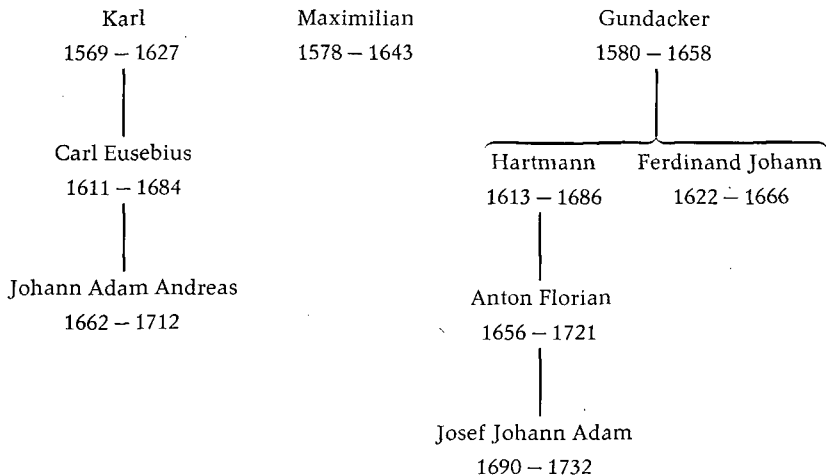 Karl Maximilian Gundacker
1569 – 1627 1578 – 1643 1580 – 1658
Carl Eusebius Hartmann Ferdinand Johann
1611 – 1684 1613 – 1686 1622 – 1666
Johann Adam Andreas Anton Florian
1662 – 1712 1656 – 1721
Josef Johann Adam
1690 – 1732